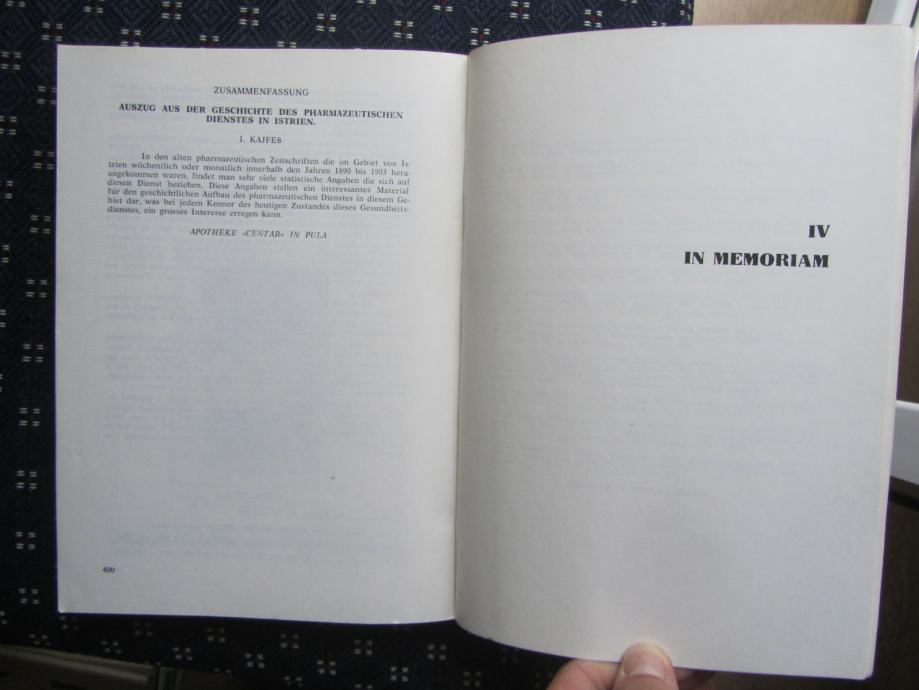 ZUSAMMENFASSUNG
AUSZUG AUS DER GESCHICHTE DES PHARMAZEUTISCHEN
DIENSTES IN ISTRIEN.
I. KAJFES
In den alten pharmazeutischen Zeitschriften die im Gebiet von Is-
trien wöchentlich oder monatlich innerhalb den Jahren 1890 bis 1903 hera-
usgekommen waren, findet man sehr viele statistische Angaben die sich auf
diesen Dienst beziehen. Diese Angaben stellen ein interessantes Material
für den geschichtlichen Aufbau des pharmazeutischen Dienstes in diesem Ge-
biet dar, was bei jedem Kenner des heutigen Zustandes dieses Gesundheits-
dienstes, ein grosses Interesse erregen kann.
APOTHEKE »CENTAR« IN PULA
400
IV
IN MEMORIAM